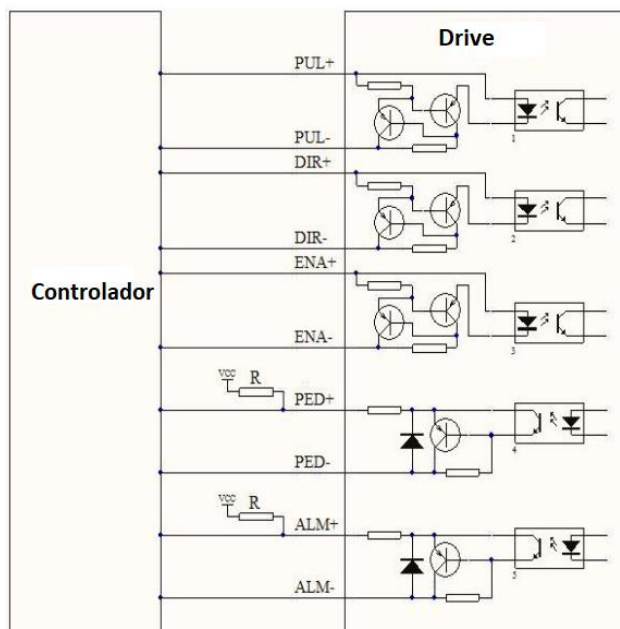 Drive
PUL+
PUL-
1
DIR+
DIR-
2
ENA+
ENA-
3
Controlador
VCC
R
PED+
PED-
4
VCC
R
ALM+
ALM-
5